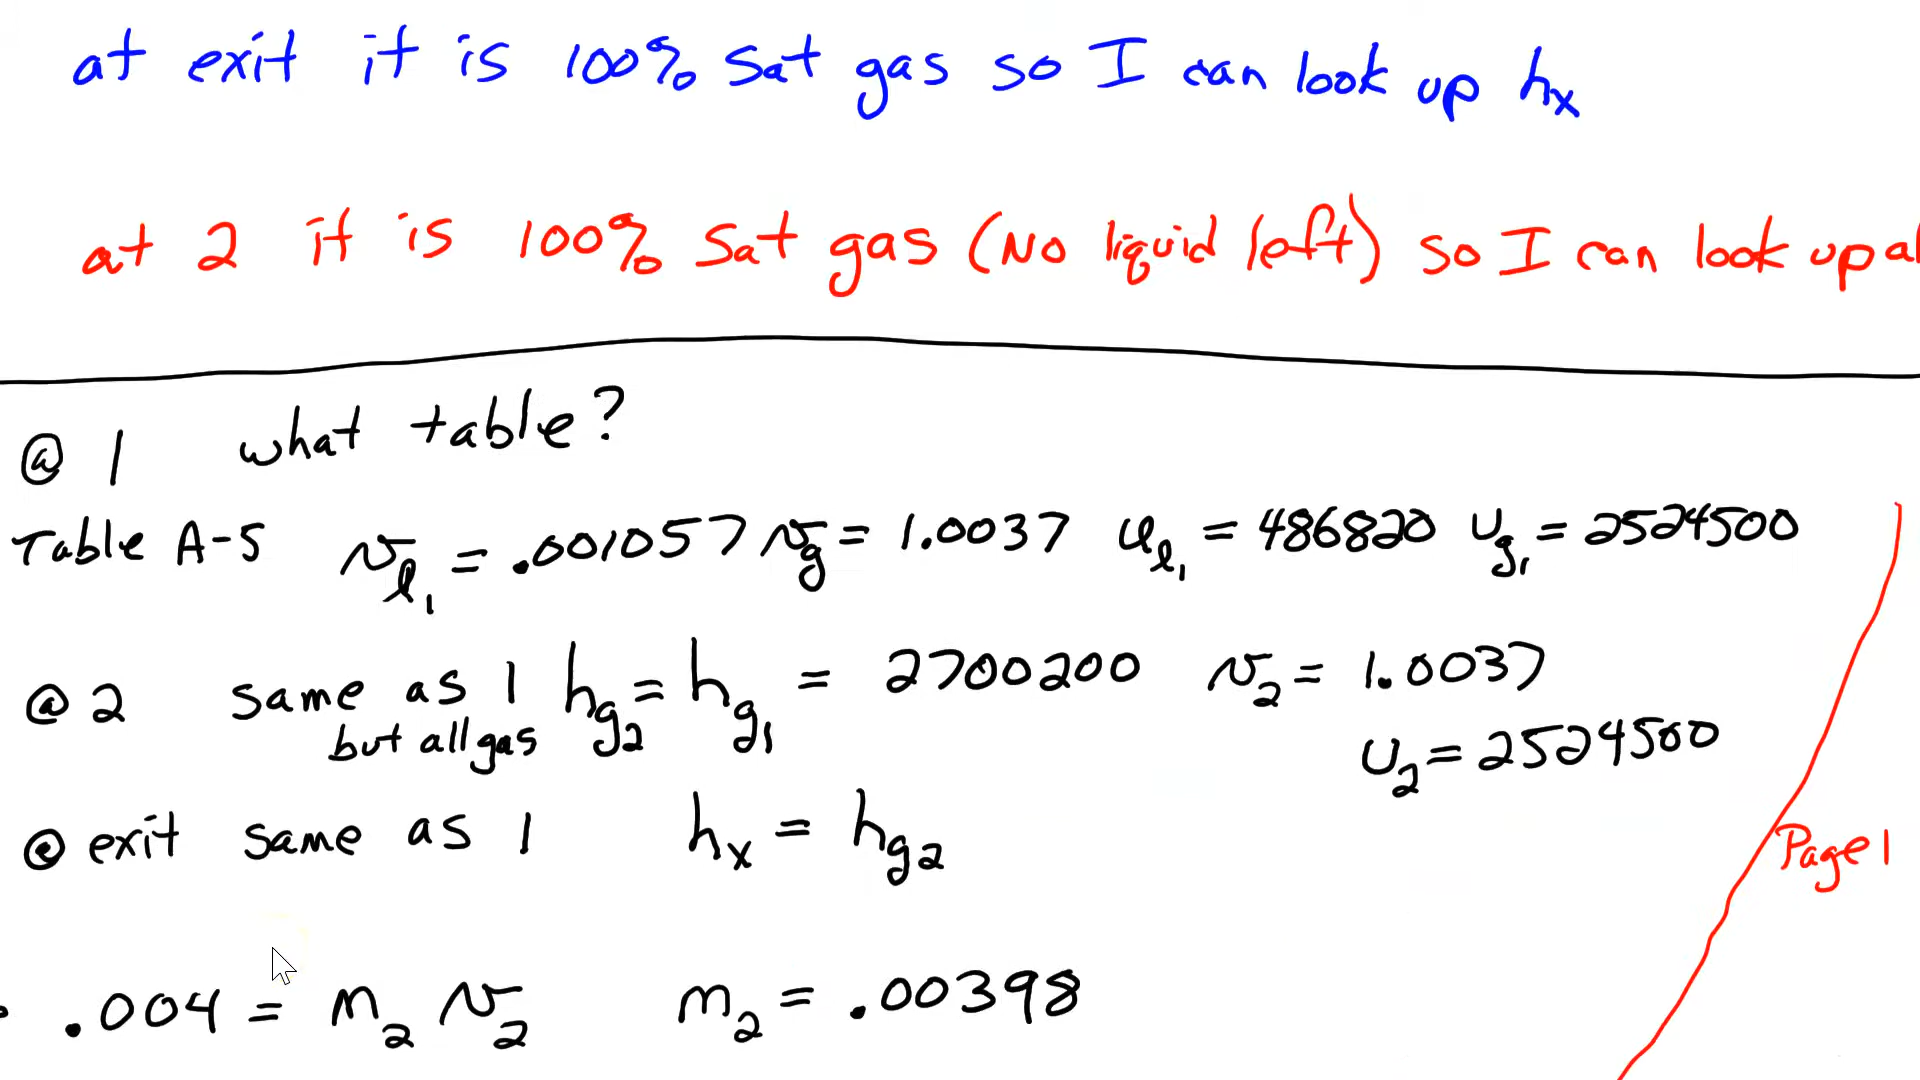 at exit it is 100% sat gas so I can look up hx
at 2 it is 100% sat gas (No liquid left) so I can look up al
@ 1 what table?
Table A-5 vl1 = .001057 vg = 1.0037 ul1 = 486820 ug1 = 2524500
@ 2 same as 1 hg2 = hg1 = 2700200 v2 = 1.0037
but all gas u2 = 2524500
@ exit same as 1 hx = hg2
Page 1
.004 = m2 v2 m2 = .00398